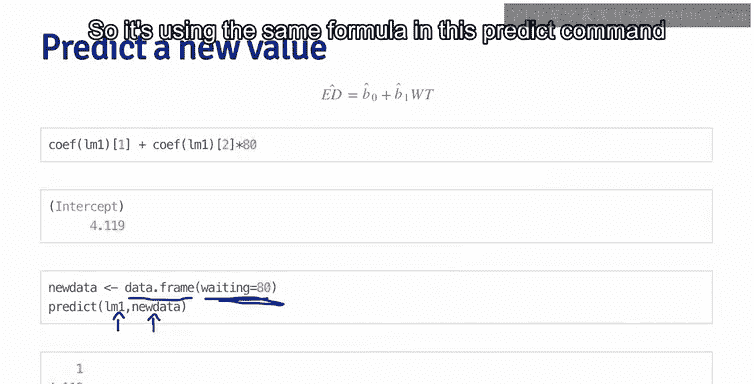 So it's using the same formula in this predict command
Predict a new value
ED̂ = b̂₀ + b̂₁WT
coef(lm1)[1] + coef(lm1)[2]*80
(Intercept)
4.119
newdata <- data.frame(waiting=80)
predict(lm1,newdata)
1